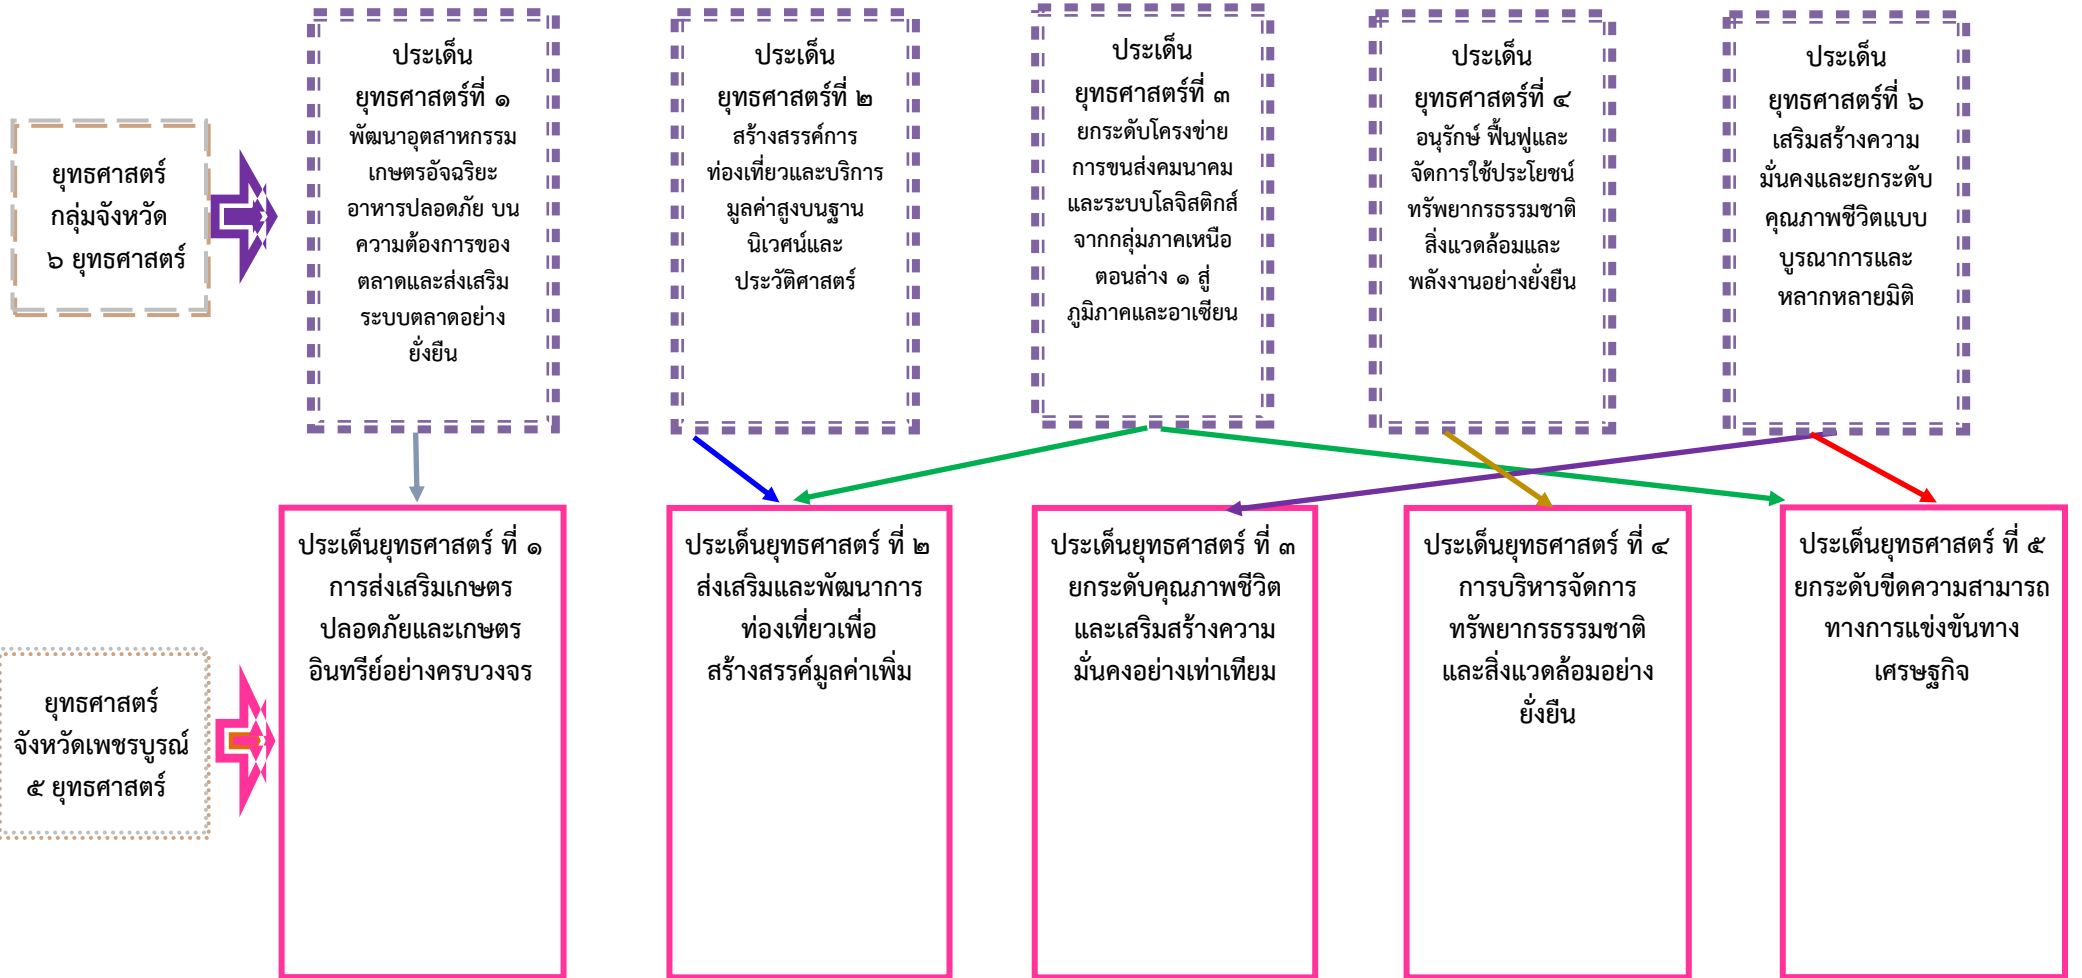 ยุทธศาสตร์
กลุ่มจังหวัด
๖ ยุทธศาสตร์
ประเด็น
ยุทธศาสตร์ที่ ๑
พัฒนาอุตสาหกรรม
เกษตรอัจฉริยะ
อาหารปลอดภัย บน
ความต้องการของ
ตลาดและส่งเสริม
ระบบตลาดอย่าง
ยั่งยืน
ประเด็น
ยุทธศาสตร์ที่ ๒
สร้างสรรค์การ
ท่องเที่ยวและบริการ
มูลค่าสูงบนฐาน
นิเวศน์และ
ประวัติศาสตร์
ประเด็น
ยุทธศาสตร์ที่ ๓
ยกระดับโครงข่าย
การขนส่งคมนาคม
และระบบโลจิสติกส์
จากกลุ่มภาคเหนือ
ตอนล่าง ๑ สู่
ภูมิภาคและอาเซียน
ประเด็น
ยุทธศาสตร์ที่ ๔
อนุรักษ์ ฟื้นฟูและ
จัดการใช้ประโยชน์
ทรัพยากรธรรมชาติ
สิ่งแวดล้อมและ
พลังงานอย่างยั่งยืน
ประเด็น
ยุทธศาสตร์ที่ ๖
เสริมสร้างความ
มั่นคงและยกระดับ
คุณภาพชีวิตแบบ
บูรณาการและ
หลากหลายมิติ
ยุทธศาสตร์
จังหวัดเพชรบูรณ์
๕ ยุทธศาสตร์
ประเด็นยุทธศาสตร์ ที่ ๑
การส่งเสริมเกษตร
ปลอดภัยและเกษตร
อินทรีย์อย่างครบวงจร
ประเด็นยุทธศาสตร์ ที่ ๒
ส่งเสริมและพัฒนาการ
ท่องเที่ยวเพื่อ
สร้างสรรค์มูลค่าเพิ่ม
ประเด็นยุทธศาสตร์ ที่ ๓
ยกระดับคุณภาพชีวิต
และเสริมสร้างความ
มั่นคงอย่างเท่าเทียม
ประเด็นยุทธศาสตร์ ที่ ๔
การบริหารจัดการ
ทรัพยากรธรรมชาติ
และสิ่งแวดล้อมอย่าง
ยั่งยืน
ประเด็นยุทธศาสตร์ ที่ ๕
ยกระดับขีดความสามารถ
ทางการแข่งขันทาง
เศรษฐกิจ